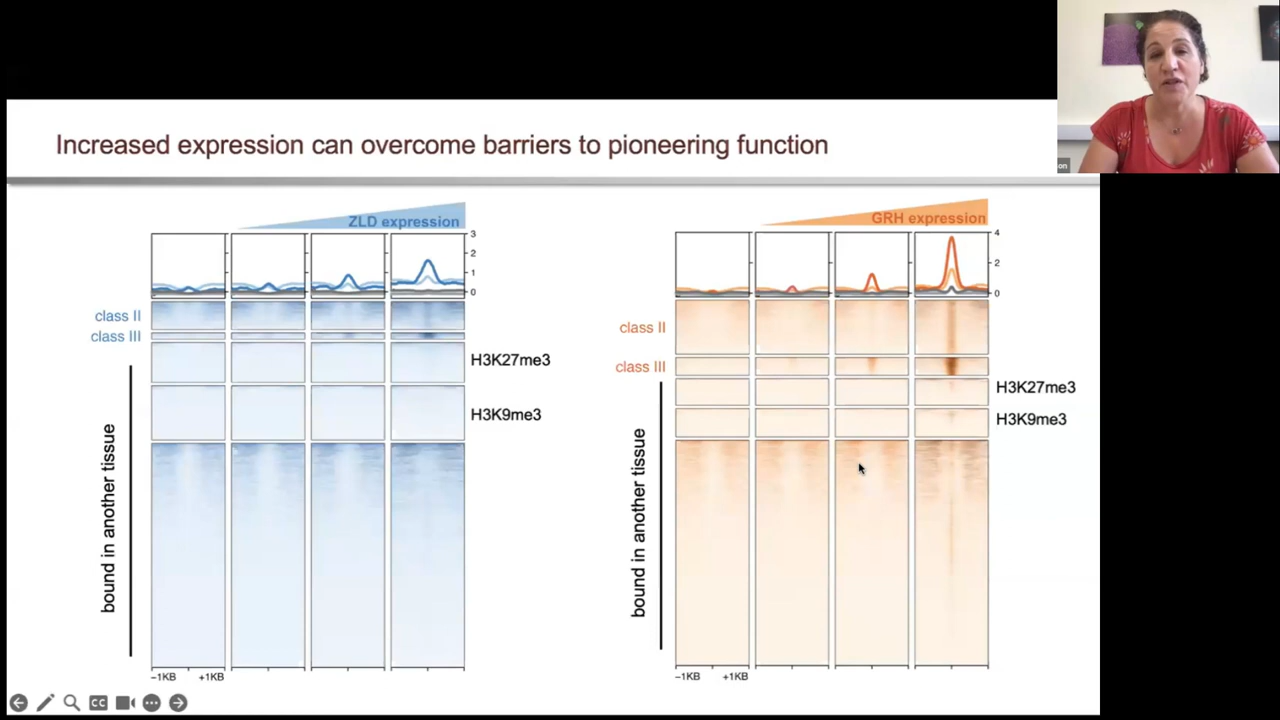 Increased expression can overcome barriers to pioneering function
ZLD expression
3
2
1
0
class II
class III
H3K27me3
H3K9me3
bound in another tissue
−1KB
+1KB
GRH expression
4
2
0
class II
class III
H3K27me3
H3K9me3
bound in another tissue
−1KB
+1KB
CC
on